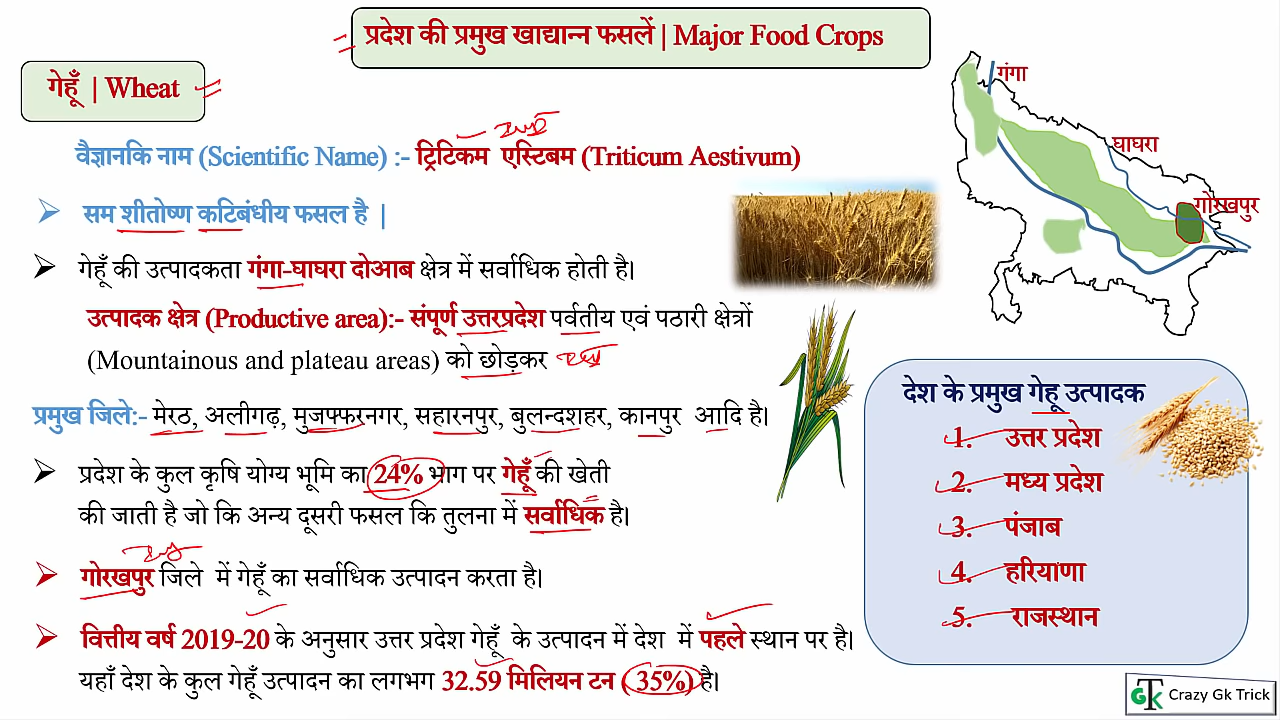 प्रदेश की प्रमुख खाद्यान्न फसलें | Major Food Crops
गेहूँ | Wheat
वैज्ञानकि नाम (Scientific Name) :- ट्रिटिकम एस्टिबम (Triticum Aestivum)
➢ सम शीतोष्ण कटिबंधीय फसल है |
➢ गेहूँ की उत्पादकता गंगा-घाघरा दोआब क्षेत्र में सर्वाधिक होती है।
उत्पादक क्षेत्र (Productive area):- संपूर्ण उत्तरप्रदेश पर्वतीय एवं पठारी क्षेत्रों
(Mountainous and plateau areas) को छोड़कर
प्रमुख जिले:- मेरठ, अलीगढ़, मुजफ्फरनगर, सहारनपुर, बुलन्दशहर, कानपुर आदि है।
➢ प्रदेश के कुल कृषि योग्य भूमि का 24% भाग पर गेहूँ की खेती
की जाती है जो कि अन्य दूसरी फसल कि तुलना में सर्वाधिक है।
➢ गोरखपुर जिले में गेहूँ का सर्वाधिक उत्पादन करता है।
➢ वित्तीय वर्ष 2019-20 के अनुसार उत्तर प्रदेश गेहूँ के उत्पादन में देश में पहले स्थान पर है।
यहाँ देश के कुल गेहूँ उत्पादन का लगभग 32.59 मिलियन टन ( 35%) है।
गंगा
घाघरा
गोरखपुर
देश के प्रमुख गेहू उत्पादक
1. उत्तर प्रदेश
2. मध्य प्रदेश
3. पंजाब
4. हरियाणा
5. राजस्थान
GTK Crazy Gk Trick